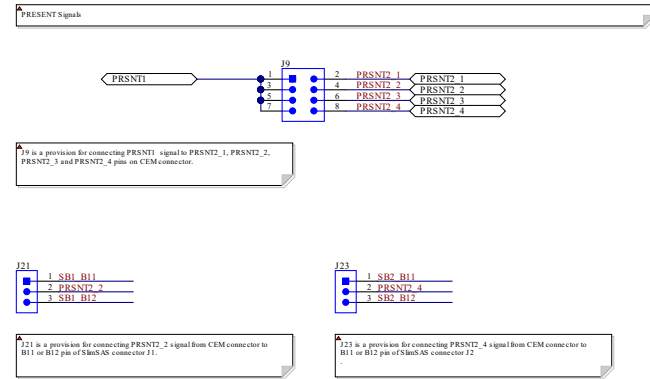 PRESENT Signals
J9
PRSNT1
1 2 PRSNT2_1 PRSNT2_1
3 4 PRSNT2_2 PRSNT2_2
5 6 PRSNT2_3 PRSNT2_3
7 8 PRSNT2_4 PRSNT2_4
J9 is a provision for connecting PRSNT1 signal to PRSNT2_1, PRSNT2_2,
PRSNT2_3 and PRSNT2_4 pins on CEM connector.
J21
1 SB1_B11
2 PRSNT2_2
3 SB1_B12
J21 is a provision for connecting PRSNT2_2 signal from CEM connector to
B11 or B12 pin of SlimSAS connector J1.
J23
1 SB2_B11
2 PRSNT2_4
3 SB2_B12
J23 is a provision for connecting PRSNT2_4 signal from CEM connector to
B11 or B12 pin of SlimSAS connector J2
.